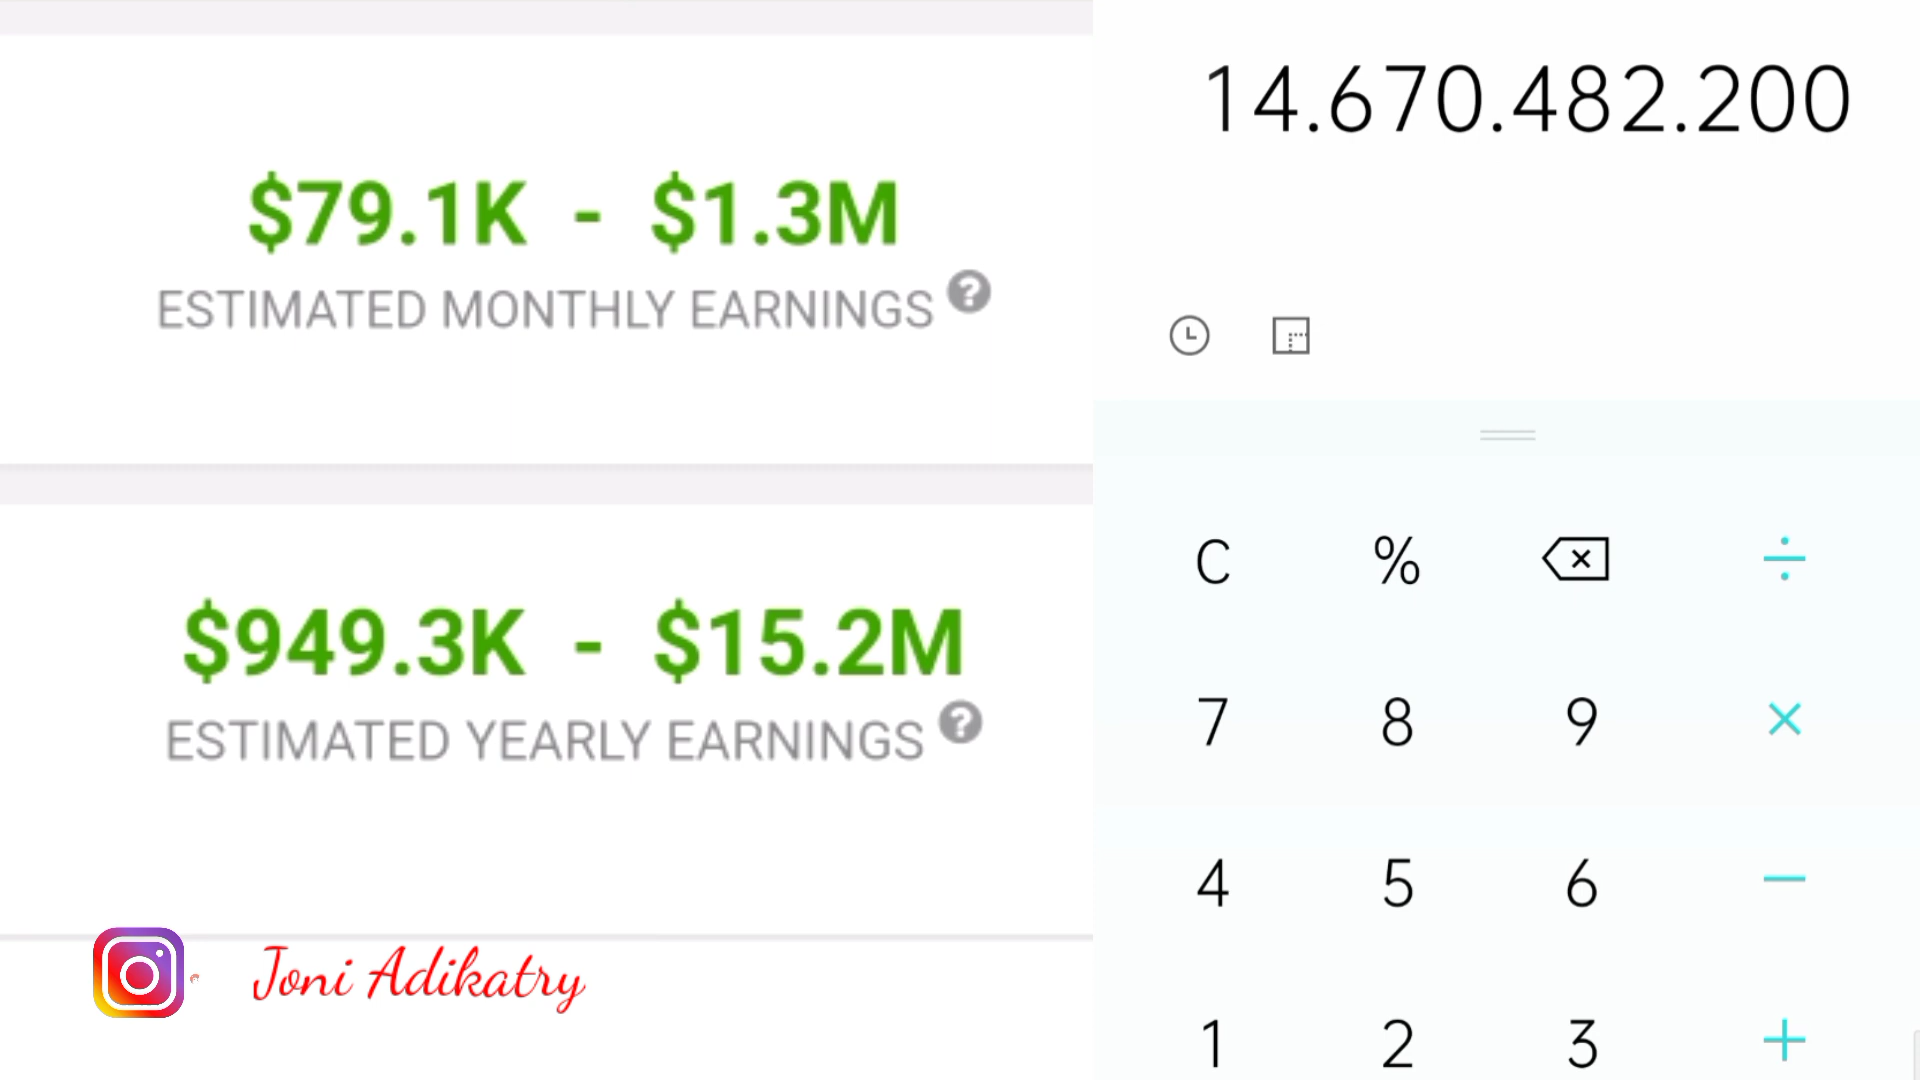 $79.1K - $1.3M
ESTIMATED MONTHLY EARNINGS ?
$949.3K - $15.2M
ESTIMATED YEARLY EARNINGS ?
Joni Adikatry
14.670.482.200
C % ÷
7 8 9 ×
4 5 6 −
1 2 3 +